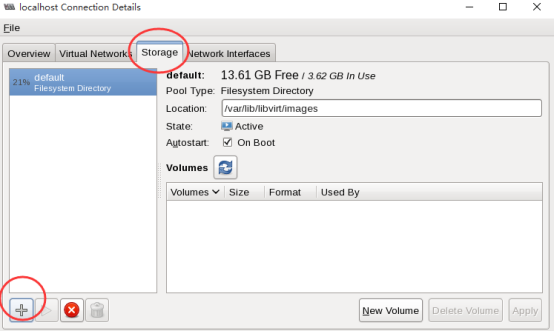 localhost Connection Details
File
Overview Virtual Networks Storage Network Interfaces
21% default
Filesystem Directory
default: 13.61 GB Free / 3.62 GB In Use
Pool Type: Filesystem Directory
Location: /var/lib/libvirt/images
State: Active
Autostart: On Boot
Volumes
Volumes Size Format Used By
New Volume Delete Volume Apply